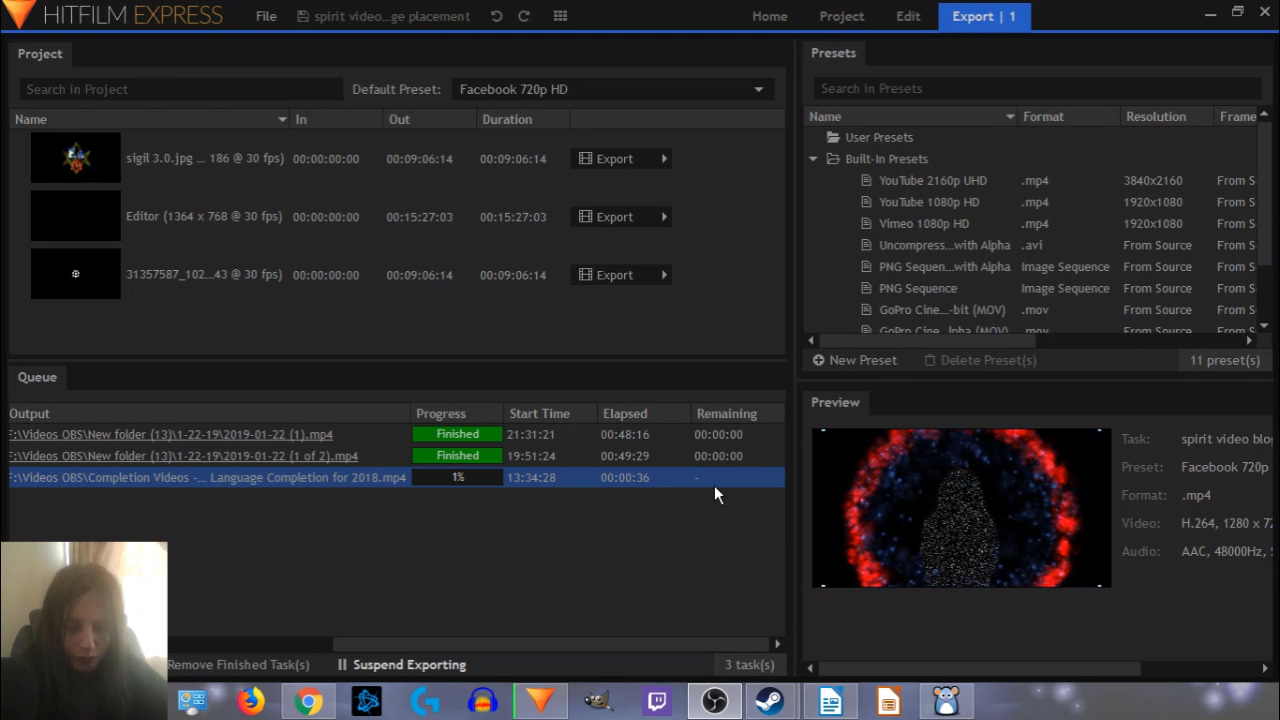 HITFILM EXPRESS File spirit video...ge placement Home Project Edit Export | 1
Project
Search in Project Default Preset: Facebook 720p HD
Name In Out Duration
sigil 3.0.jpg ... 186 @ 30 fps) 00:00:00:00 00:09:06:14 00:09:06:14 Export
Editor (1364 x 768 @ 30 fps) 00:00:00:00 00:15:27:03 00:15:27:03 Export
31357587_102...43 @ 30 fps) 00:00:00:00 00:09:06:14 00:09:06:14 Export
Queue
Output Progress Start Time Elapsed Remaining
F:\Videos OBS\New folder (13)\1-22-19\2019-01-22 (1).mp4 Finished 21:31:21 00:48:16 00:00:00
F:\Videos OBS\New folder (13)\1-22-19\2019-01-22 (1 of 2).mp4 Finished 19:51:24 00:49:29 00:00:00
F:\Videos OBS\Completion Videos -... Language Completion for 2018.mp4 1% 13:34:28 00:00:36 -
Remove Finished Task(s) Suspend Exporting 3 task(s)
Presets
Search in Presets
Name Format Resolution Frame
User Presets
Built-In Presets
YouTube 2160p UHD .mp4 3840x2160 From S
YouTube 1080p HD .mp4 1920x1080 From S
Vimeo 1080p HD .mp4 1920x1080 From S
Uncompress...with Alpha .avi From Source From S
PNG Sequen...with Alpha Image Sequence From Source From S
PNG Sequence Image Sequence From Source From S
GoPro Cine...-bit (MOV) .mov From Source From S
GoPro Cine...lpha (MOV) .mov From Source From S
New Preset Delete Preset(s) 11 preset(s)
Preview
Task: spirit video blo
Preset: Facebook 720p
Format: .mp4
Video: H.264, 1280 x 72
Audio: AAC, 48000Hz,